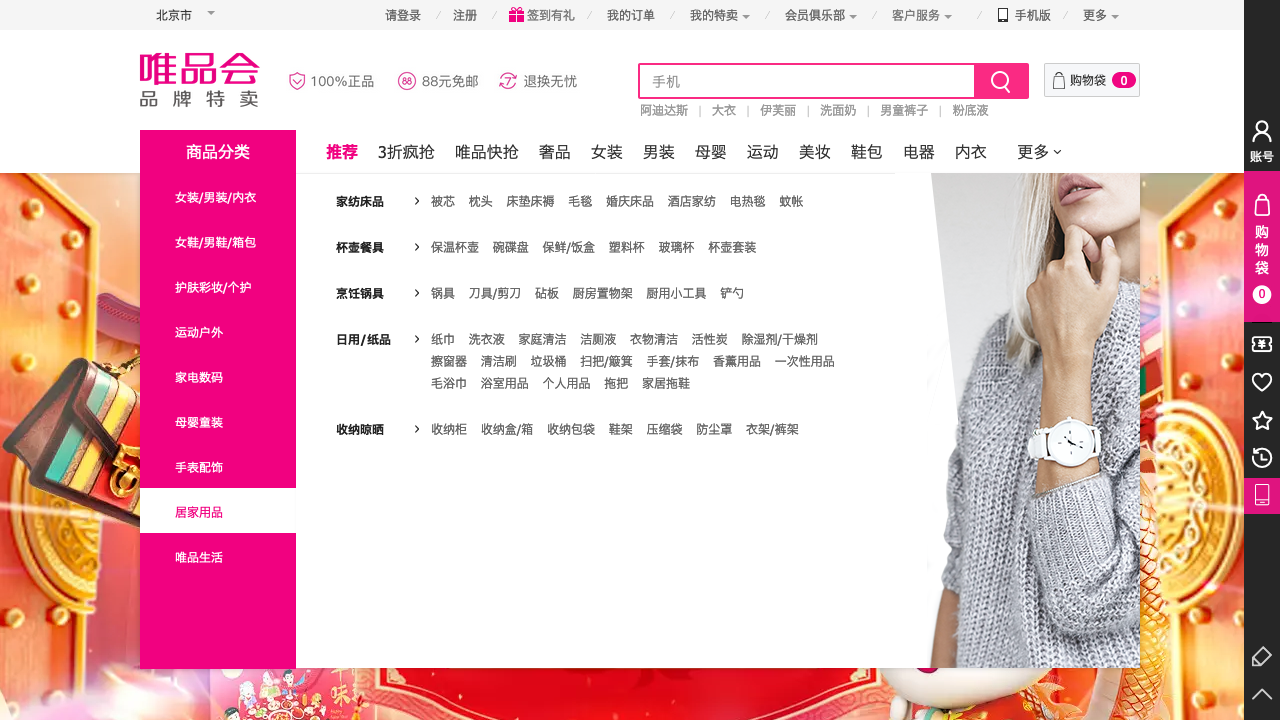 北京市 请登录 注册 签到有礼 我的订单 我的特卖 会员俱乐部 客户服务 手机版 更多
唯品会
品牌特卖
100%正品 88 88元免邮 7 退换无忧
手机
购物袋 0
阿迪达斯 | 大衣 | 伊芙丽 | 洗面奶 | 男童裤子 | 粉底液
商品分类 推荐 3折疯抢 唯品快抢 奢品 女装 男装 母婴 运动 美妆 鞋包 电器 内衣 更多
女装/男装/内衣
女鞋/男鞋/箱包
护肤彩妆/个护
运动户外
家电数码
母婴童装
手表配饰
居家用品
唯品生活
家纺床品 被芯 枕头 床垫床褥 毛毯 婚庆床品 酒店家纺 电热毯 蚊帐
杯壶餐具 保温杯壶 碗碟盘 保鲜/饭盒 塑料杯 玻璃杯 杯壶套装
烹饪锅具 锅具 刀具/剪刀 砧板 厨房置物架 厨用小工具 铲勺
日用/纸品 纸巾 洗衣液 家庭清洁 洁厕液 衣物清洁 活性炭 除湿剂/干燥剂
擦窗器 清洁刷 垃圾桶 扫把/簸箕 手套/抹布 香薰用品 一次性用品
毛浴巾 浴室用品 个人用品 拖把 家居拖鞋
收纳晾晒 收纳柜 收纳盒/箱 收纳包袋 鞋架 压缩袋 防尘罩 衣架/裤架
账号
购
物
袋
0